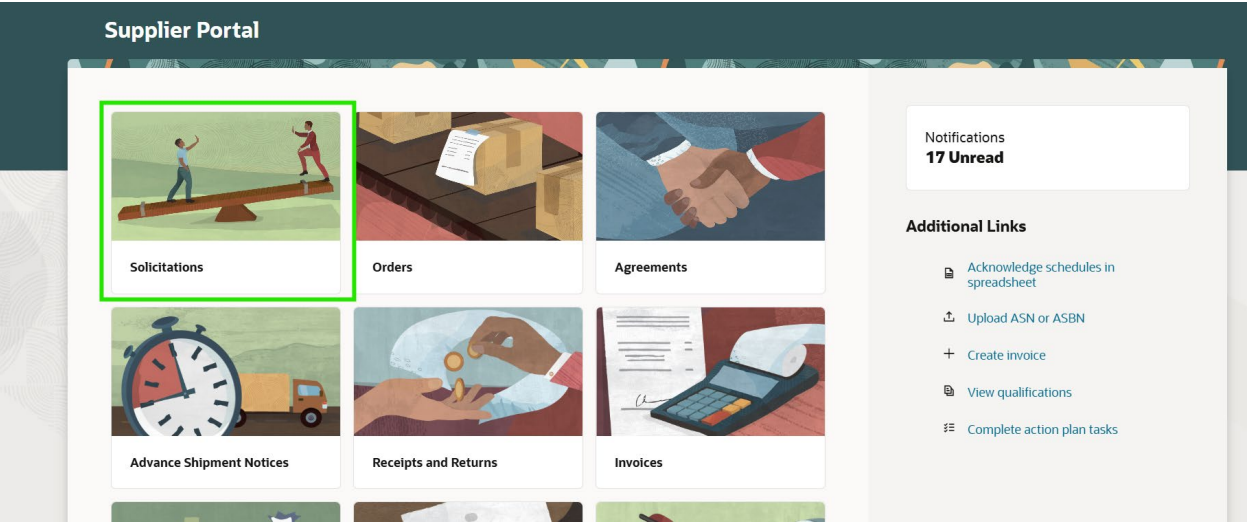 Supplier Portal
Solicitations
Orders
Agreements
Advance Shipment Notices
Receipts and Returns
Invoices
Notifications
17 Unread
Additional Links
Acknowledge schedules in
spreadsheet
Upload ASN or ASBN
Create invoice
View qualifications
Complete action plan tasks